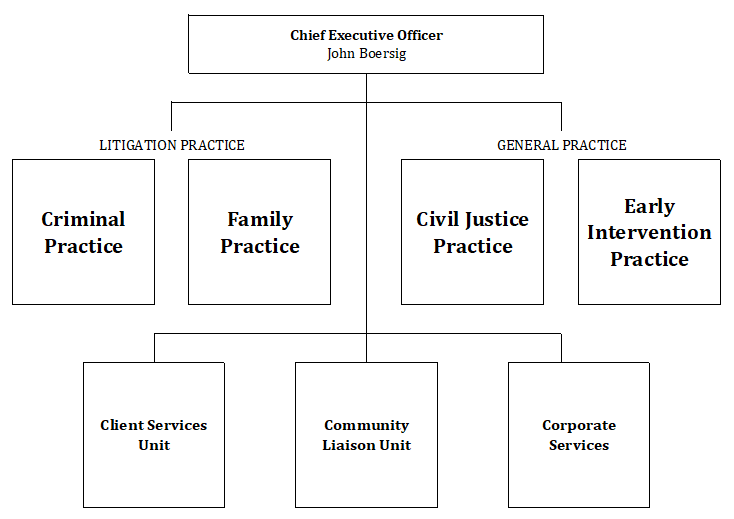 Chief Executive Officer
John Boersig
LITIGATION PRACTICE
GENERAL PRACTICE
Criminal
Practice
Family
Practice
Civil Justice
Practice
Early
Intervention
Practice
Client Services
Unit
Community
Liaison Unit
Corporate
Services